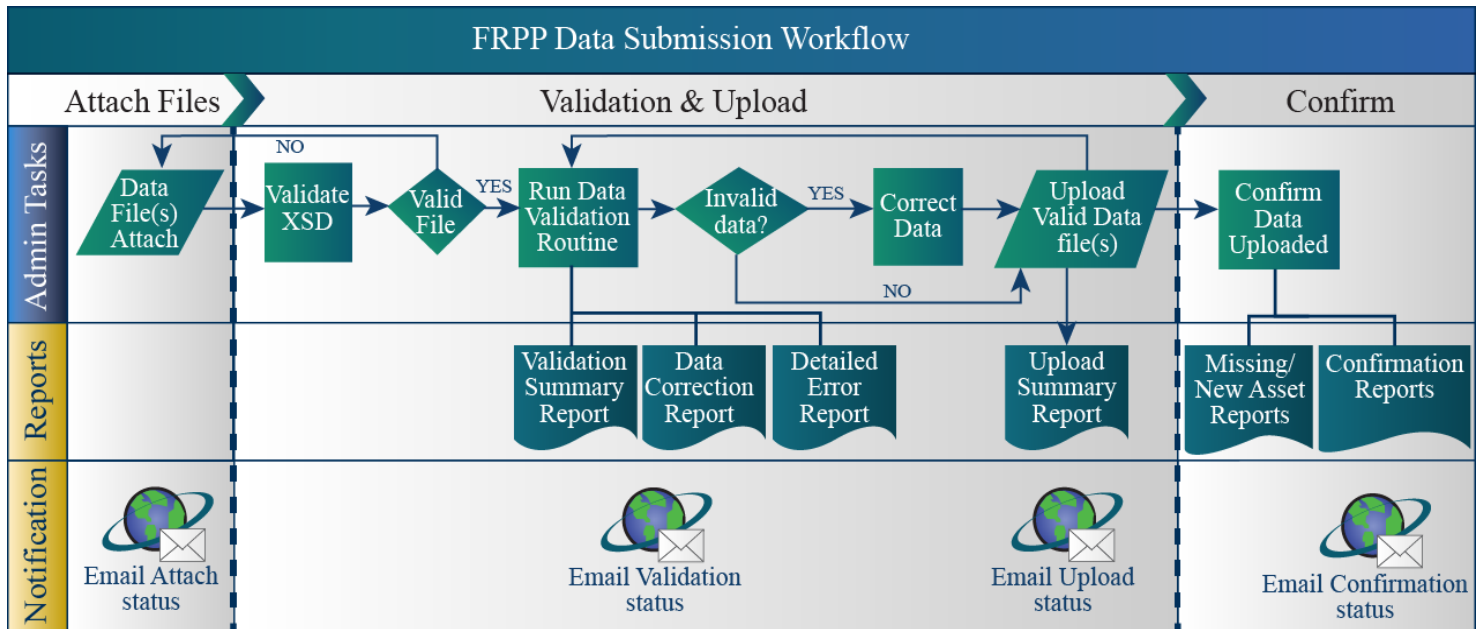 FRPP Data Submission Workflow
Attach Files
Validation & Upload
Confirm
Admin Tasks
Data
File(s)
Attach
NO
Validate
XSD
Valid
File
YES
Run Data
Validation
Routine
Invalid
data?
YES
NO
Correct
Data
Upload
Valid Data
file(s)
Confirm
Data
Uploaded
Reports
Validation
Summary
Report
Data
Correction
Report
Detailed
Error
Report
Upload
Summary
Report
Missing/
New Asset
Reports
Confirmation
Reports
Notification
Email Attach
status
Email Validation
status
Email Upload
status
Email Confirmation
status